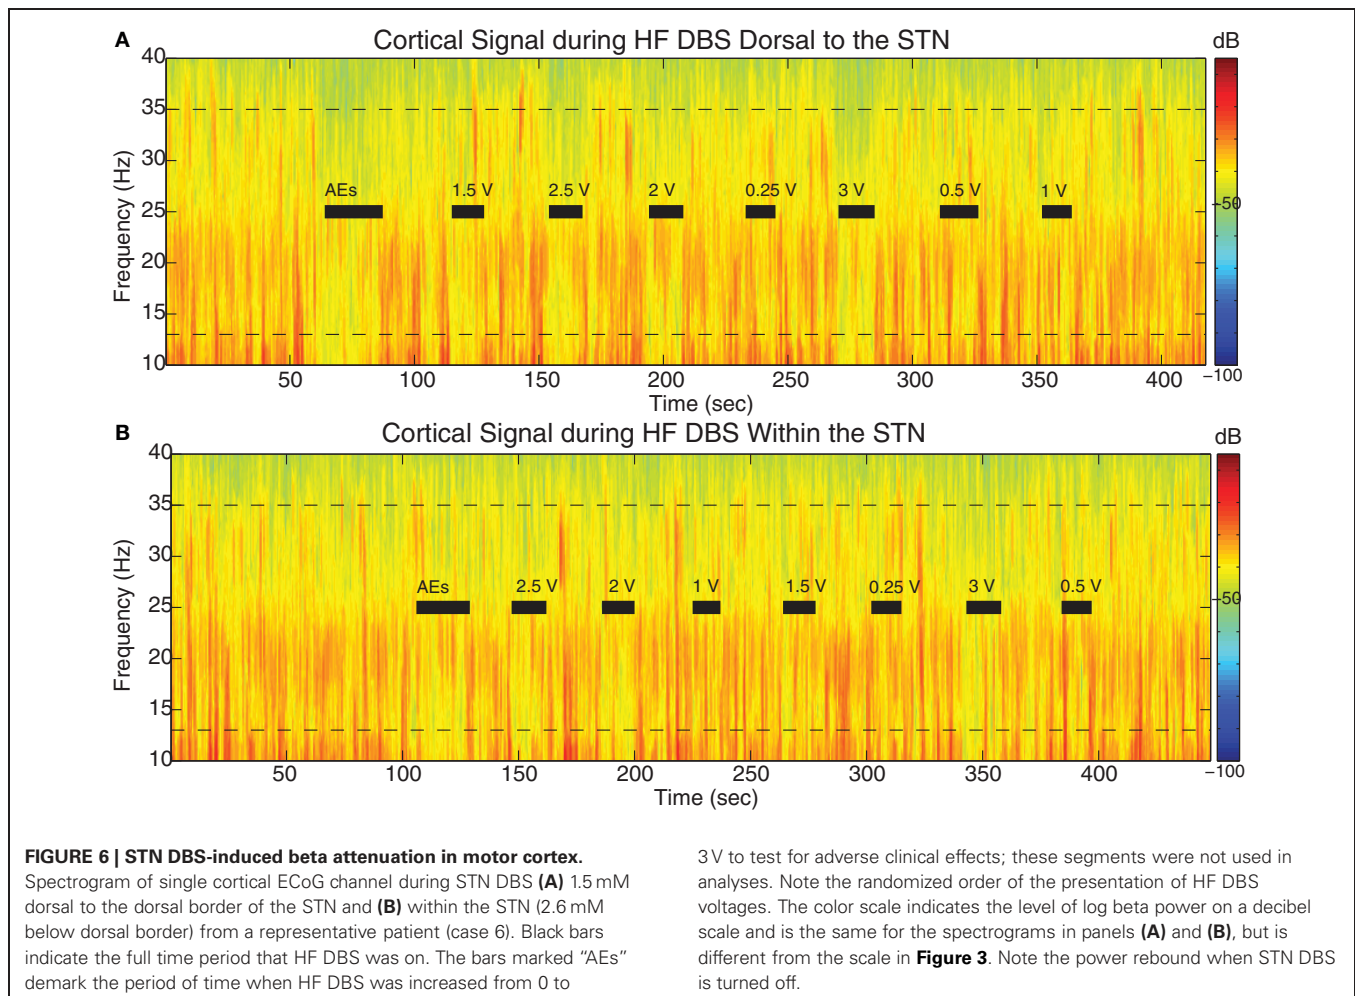 A
Cortical Signal during HF DBS Dorsal to the STN
dB
40
35
30
25
20
15
10
Frequency (Hz)
AEs
1.5 V
2.5 V
2 V
0.25 V
3 V
0.5 V
1 V
-50
−100
50
100
150
200
250
300
350
400
Time (sec)
B
Cortical Signal during HF DBS Within the STN
dB
40
35
30
25
20
15
10
Frequency (Hz)
AEs
2.5 V
2 V
1 V
1.5 V
0.25 V
3 V
0.5 V
-50
−100
50
100
150
200
250
300
350
400
Time (sec)
FIGURE 6 | STN DBS-induced beta attenuation in motor cortex.
Spectrogram of single cortical ECoG channel during STN DBS (A) 1.5 mm
dorsal to the dorsal border of the STN and (B) within the STN (2.6 mm
below dorsal border) from a representative patient (case 6). Black bars
indicate the full time period that HF DBS was on. The bars marked “AEs”
demark the period of time when HF DBS was increased from 0 to
3 V to test for adverse clinical effects; these segments were not used in
analyses. Note the randomized order of the presentation of HF DBS
voltages. The color scale indicates the level of log beta power on a decibel
scale and is the same for the spectrograms in panels (A) and (B), but is
different from the scale in Figure 3. Note the power rebound when STN DBS
is turned off.